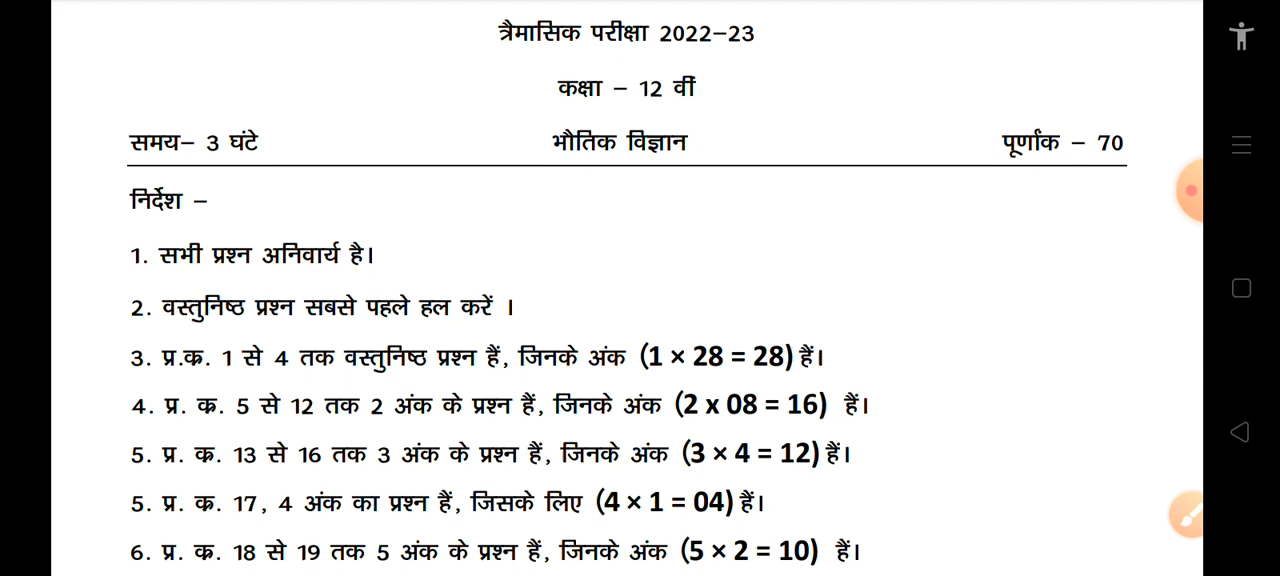 त्रैमासिक परीक्षा 2022–23
कक्षा – 12 वीं
समय– 3 घंटे भौतिक विज्ञान पूर्णांक – 70
निर्देश –
1. सभी प्रश्न अनिवार्य है।
2. वस्तुनिष्ठ प्रश्न सबसे पहले हल करें ।
3. प्र.क. 1 से 4 तक वस्तुनिष्ठ प्रश्न हैं, जिनके अंक (1 × 28 = 28) हैं।
4. प्र. क. 5 से 12 तक 2 अंक के प्रश्न हैं, जिनके अंक (2 x 08 = 16) हैं।
5. प्र. क. 13 से 16 तक 3 अंक के प्रश्न हैं, जिनके अंक (3 × 4 = 12) हैं।
5. प्र. क. 17, 4 अंक का प्रश्न हैं, जिसके लिए (4 × 1 = 04) हैं।
6. प्र. क. 18 से 19 तक 5 अंक के प्रश्न हैं, जिनके अंक (5 × 2 = 10) हैं।